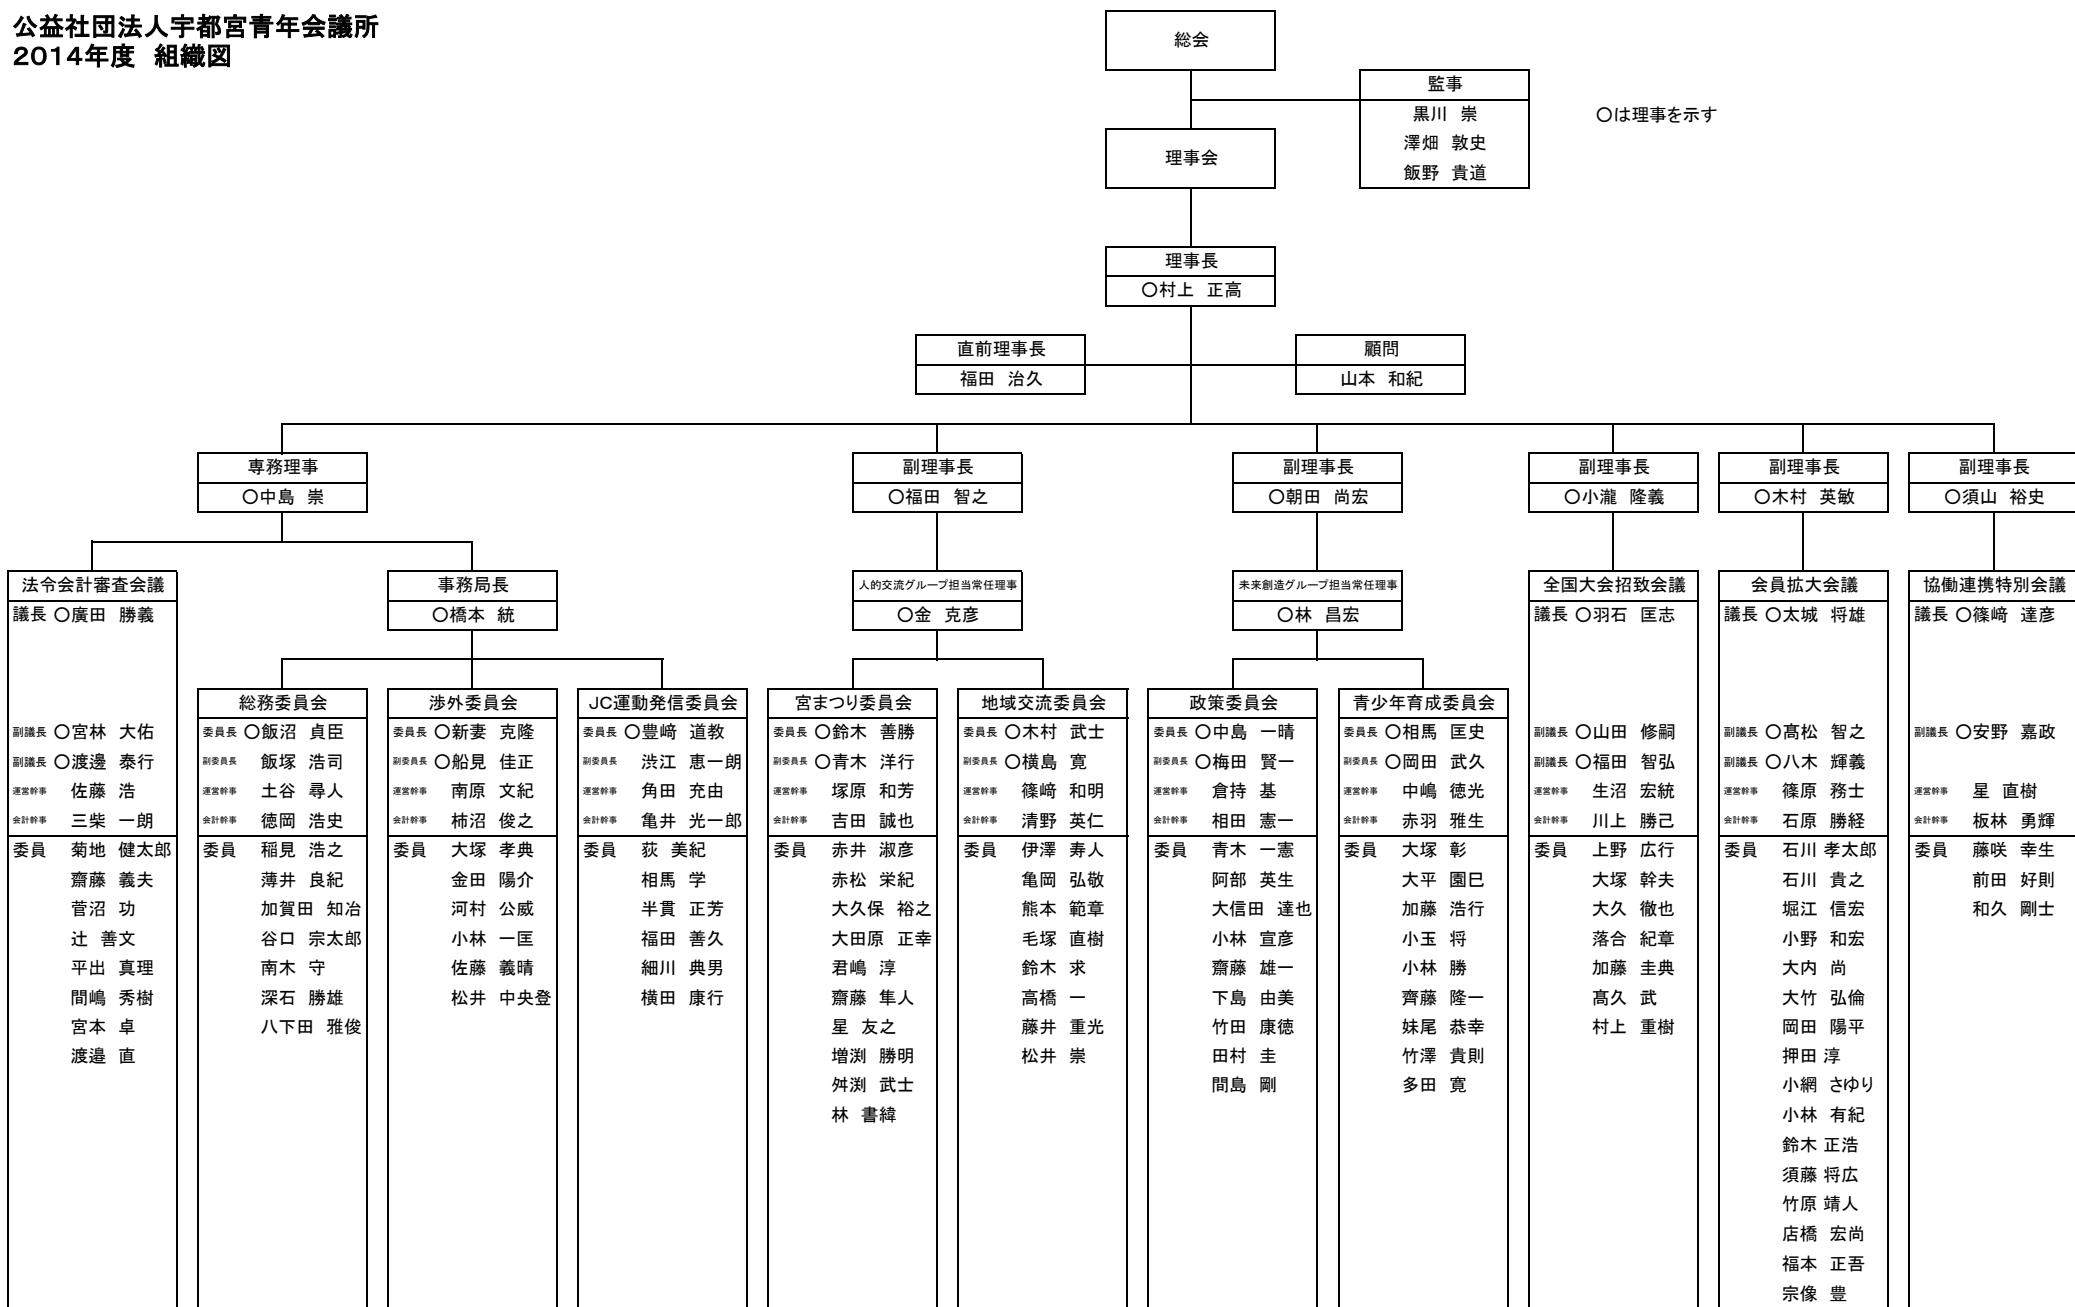 公益社団法人宇都宮青年会議所
2014年度 組織図
総会
監事
黒川 崇
澤畑 敦史
飯野 貴道
〇は理事を示す
理事会
理事長
〇村上 正高
直前理事長
福田 治久
顧問
山本 和紀
専務理事
〇中島 崇
副理事長
〇福田 智之
副理事長
〇朝田 尚宏
副理事長
〇小瀧 隆義
副理事長
〇木村 英敏
副理事長
〇須山 裕史
法令会計審査会議
議長 〇廣田 勝義
副議長 〇宮林 大佑
副議長 〇渡邊 泰行
運営幹事 佐藤 浩
会計幹事 三柴 一朗
委員 菊地 健太郎
齋藤 義夫
菅沼 功
辻 善文
平出 真理
間嶋 秀樹
宮本 卓
渡邉 直
事務局長
〇橋本 統
総務委員会
委員長 〇飯沼 貞臣
副委員長 飯塚 浩司
運営幹事 土谷 尋人
会計幹事 徳岡 浩史
委員 稲見 浩之
薄井 良紀
加賀田 知冶
谷口 宗太郎
南木 守
深石 勝雄
八下田 雅俊
渉外委員会
委員長 〇新妻 克隆
副委員長 〇船見 佳正
運営幹事 南原 文紀
会計幹事 柿沼 俊之
委員 大塚 孝典
金田 陽介
河村 公威
小林 一匡
佐藤 義晴
松井 中央登
JC運動発信委員会
委員長 〇豊﨑 道教
副委員長 渋江 恵一朗
運営幹事 角田 充由
会計幹事 亀井 光一郎
委員 荻 美紀
相馬 学
半貫 正芳
福田 善久
細川 典男
横田 康行
人的交流グループ担当常任理事
〇金 克彦
宮まつり委員会
委員長 〇鈴木 善勝
副委員長 〇青木 洋行
運営幹事 塚原 和芳
会計幹事 吉田 誠也
委員 赤井 淑彦
赤松 栄紀
大久保 裕之
大田原 正幸
君嶋 淳
齋藤 隼人
星 友之
増渕 勝明
舛渕 武士
林 書緯
地域交流委員会
委員長 〇木村 武士
副委員長 〇横島 寛
運営幹事 篠﨑 和明
会計幹事 清野 英仁
委員 伊澤 寿人
亀岡 弘敬
熊本 範章
毛塚 直樹
鈴木 求
高橋 一
藤井 重光
松井 崇
未来創造グループ担当常任理事
〇林 昌宏
政策委員会
委員長 〇中島 一晴
副委員長 〇梅田 賢一
運営幹事 倉持 基
会計幹事 相田 憲一
委員 青木 一憲
阿部 英生
大信田 達也
小林 宣彦
齋藤 雄一
下島 由美
竹田 康徳
田村 圭
間島 剛
青少年育成委員会
委員長 〇相馬 匡史
副委員長 〇岡田 武久
運営幹事 中嶋 徳光
会計幹事 赤羽 雅生
委員 大塚 彰
大平 園巳
加藤 浩行
小玉 将
小林 勝
齊藤 隆一
妹尾 恭幸
竹澤 貴則
多田 寛
全国大会招致会議
議長 〇羽石 匡志
副議長 〇山田 修嗣
副議長 〇福田 智弘
運営幹事 生沼 宏統
会計幹事 川上 勝己
委員 上野 広行
大塚 幹夫
大久 徹也
落合 紀章
加藤 圭典
髙久 武
村上 重樹
会員拡大会議
議長 〇太城 将雄
副議長 〇髙松 智之
副議長 〇八木 輝義
運営幹事 篠原 務士
会計幹事 石原 勝経
委員 石川 孝太郎
石川 貴之
堀江 信宏
小野 和宏
大内 尚
大竹 弘倫
岡田 陽平
押田 淳
小網 さゆり
小林 有紀
鈴木 正浩
須藤 将広
竹原 靖人
店橋 宏尚
福本 正吾
宗像 豊
協働連携特別会議
議長 〇篠﨑 達彦
副議長 〇安野 嘉政
運営幹事 星 直樹
会計幹事 板林 勇輝
委員 藤咲 幸生
前田 好則
和久 剛士